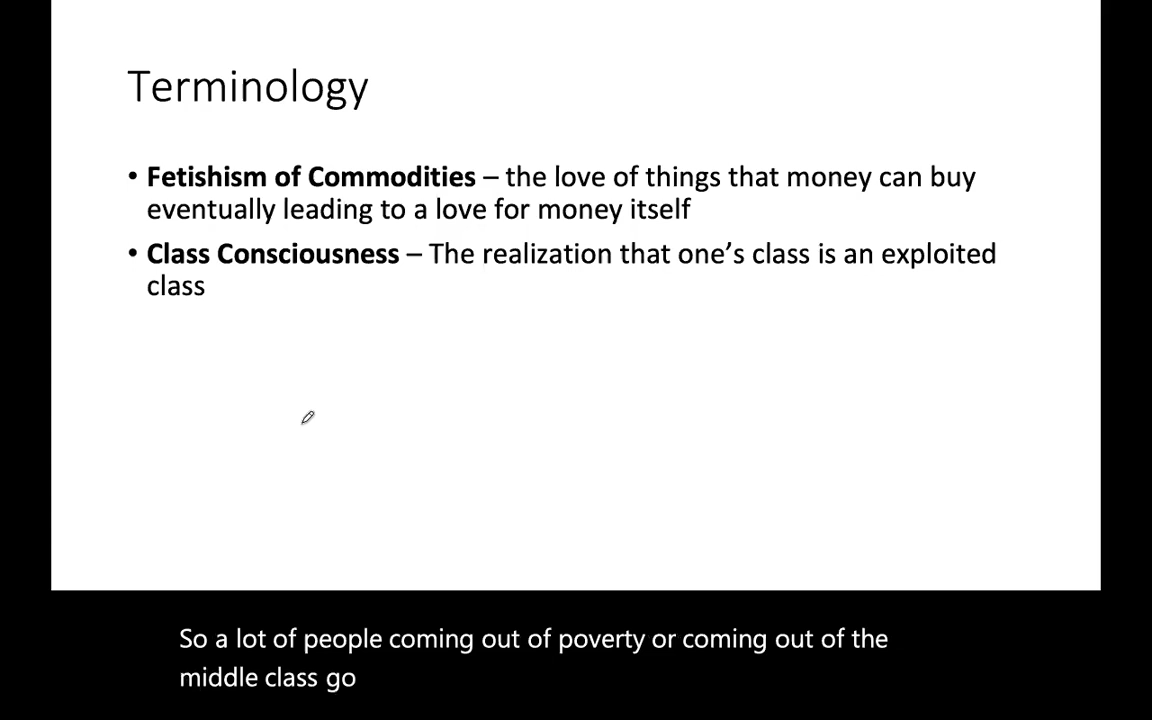 Terminology
• Fetishism of Commodities – the love of things that money can buy
eventually leading to a love for money itself
• Class Consciousness – The realization that one’s class is an exploited
class
So a lot of people coming out of poverty or coming out of the
middle class go